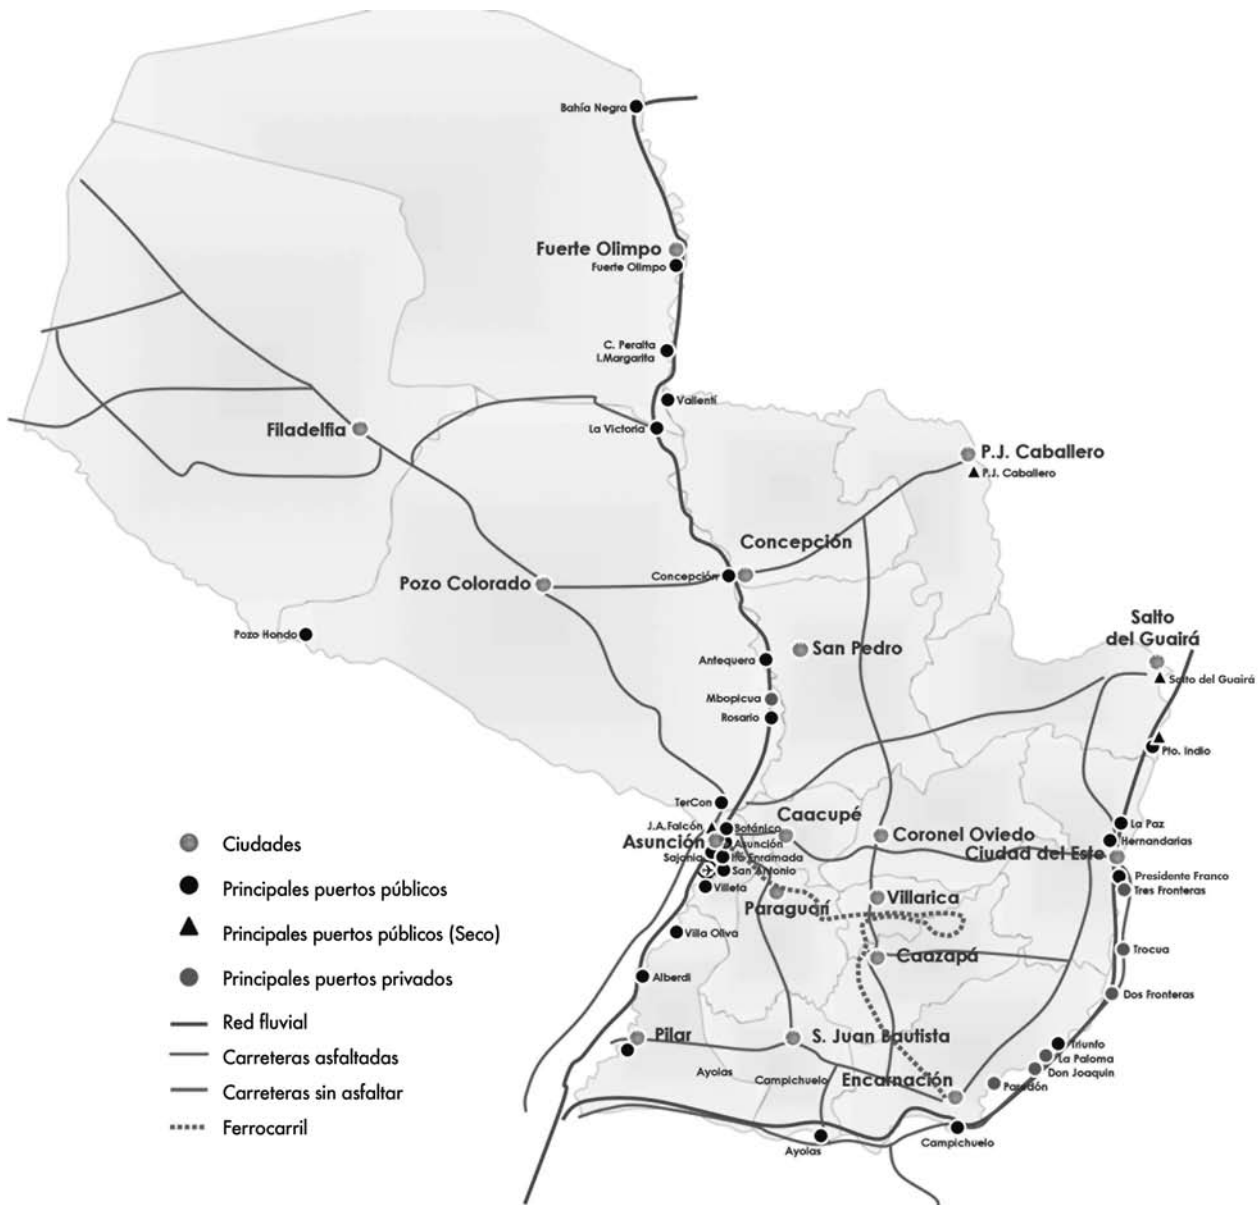 Bahía Negra
Fuerte Olimpo
Fuerte Olimpo
C. Peralta
I.Margarita
Vallentí
La Victoria
Filadelfia
P.J. Caballero
P.J. Caballero
Concepción
Concepción
Pozo Colorado
Pozo Hondo
Salto
del Guairá
Salto del Guairá
San Pedro
Antequera
Mbopicua
Rosario
Pto. Indio
TerCon
J.A.Falcón
Botánico
Caacupé
Asunción
Asunción
Coronel Oviedo
La Paz
Hernandarias
Ciudad del Este
Sajonia
Ita Enramada
San Antonio
Villeta
Presidente Franco
Tres Fronteras
Paraguarí
Villarica
Villa Oliva
Caazapá
Trocua
Alberdi
Dos Fronteras
Pilar
S. Juan Bautista
Triunfo
La Paloma
Don Joaquin
Paredón
Ayolas
Campichuelo
Encarnación
Ayolas
Campichuelo
Ciudades
Principales puertos públicos
Principales puertos públicos (Seco)
Principales puertos privados
Red fluvial
Carreteras asfaltadas
Carreteras sin asfaltar
Ferrocarril